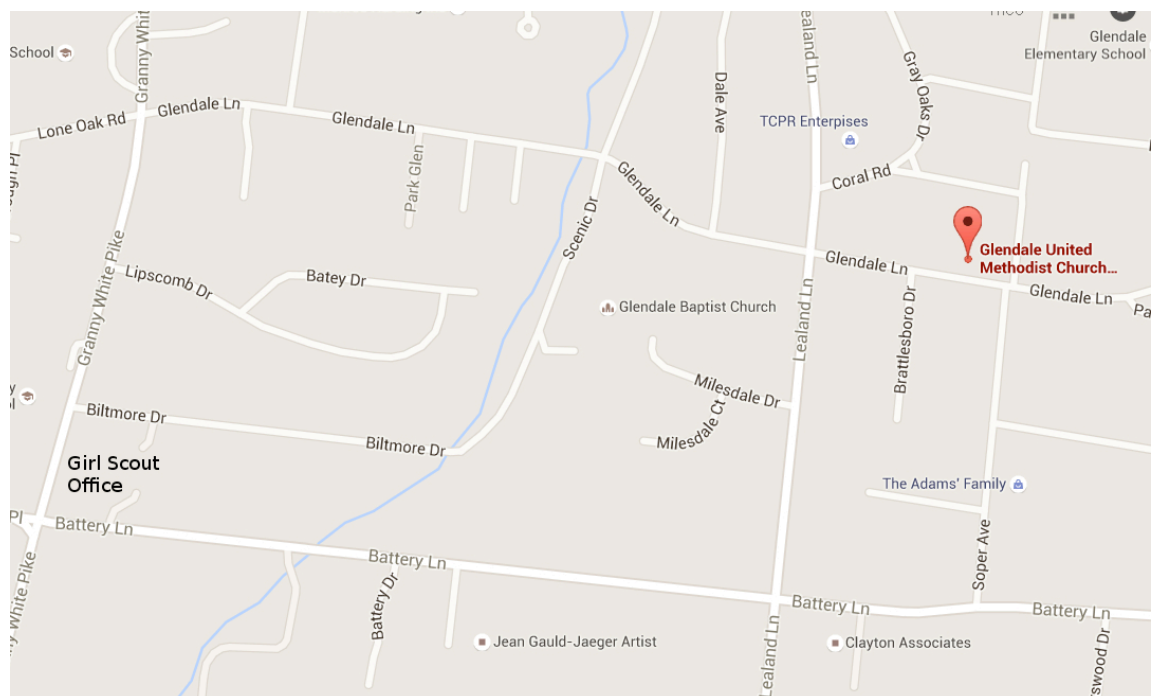 Glendale
Elementary School
School
Granny White Pike
Lealand Ln
Gray Oaks Dr
Dale Ave
Lone Oak Rd
Glendale Ln
Glendale Ln
TCPR Enterpises
Coral Rd
Park Glen
Glendale Ln
Scenic Dr
Glendale United
Methodist Church…
Glendale Ln
Glendale Ln
Granny White Pike
Lipscomb Dr
Batey Dr
Glendale Baptist Church
Lealand Ln
Brattlesboro Dr
Milesdale Dr
Milesdale Ct
Biltmore Dr
Biltmore Dr
Girl Scout
Office
The Adams' Family
Pl
Battery Ln
Battery Ln
Battery Dr
Soper Ave
Battery Ln
Battery Ln
White Pike
Lealand Ln
Jean Gauld-Jaeger Artist
Clayton Associates